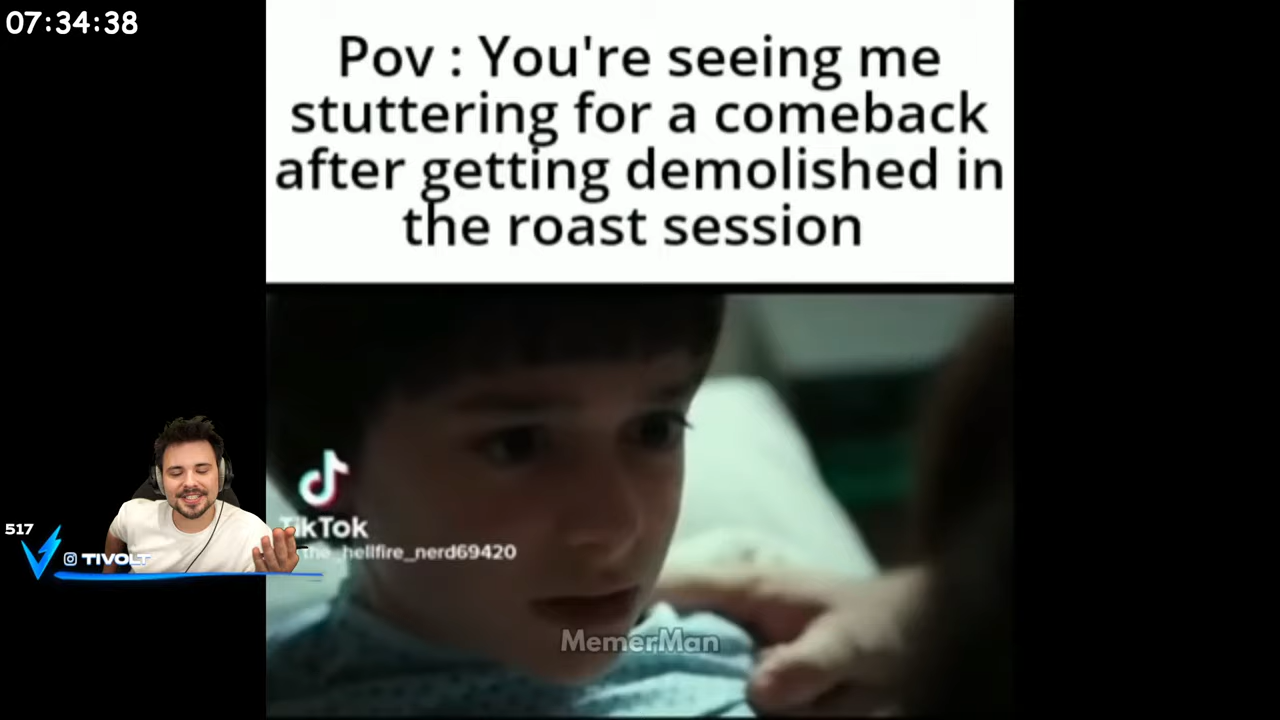 07:34:38
Pov : You're seeing me
stuttering for a comeback
after getting demolished in
the roast session
TikTok
the_hellfire_nerd69420
517
TIVOLT
MemerMan